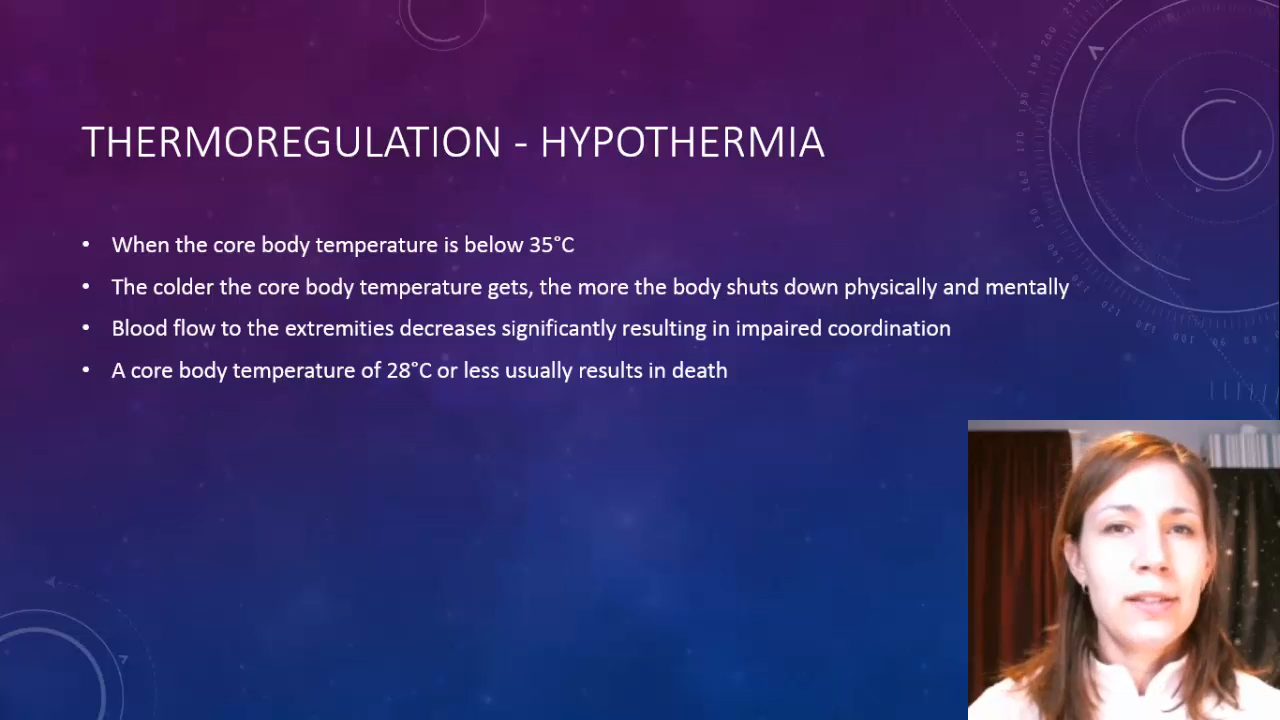 THERMOREGULATION - HYPOTHERMIA
• When the core body temperature is below 35°C
• The colder the core body temperature gets, the more the body shuts down physically and mentally
• Blood flow to the extremities decreases significantly resulting in impaired coordination
• A core body temperature of 28°C or less usually results in death